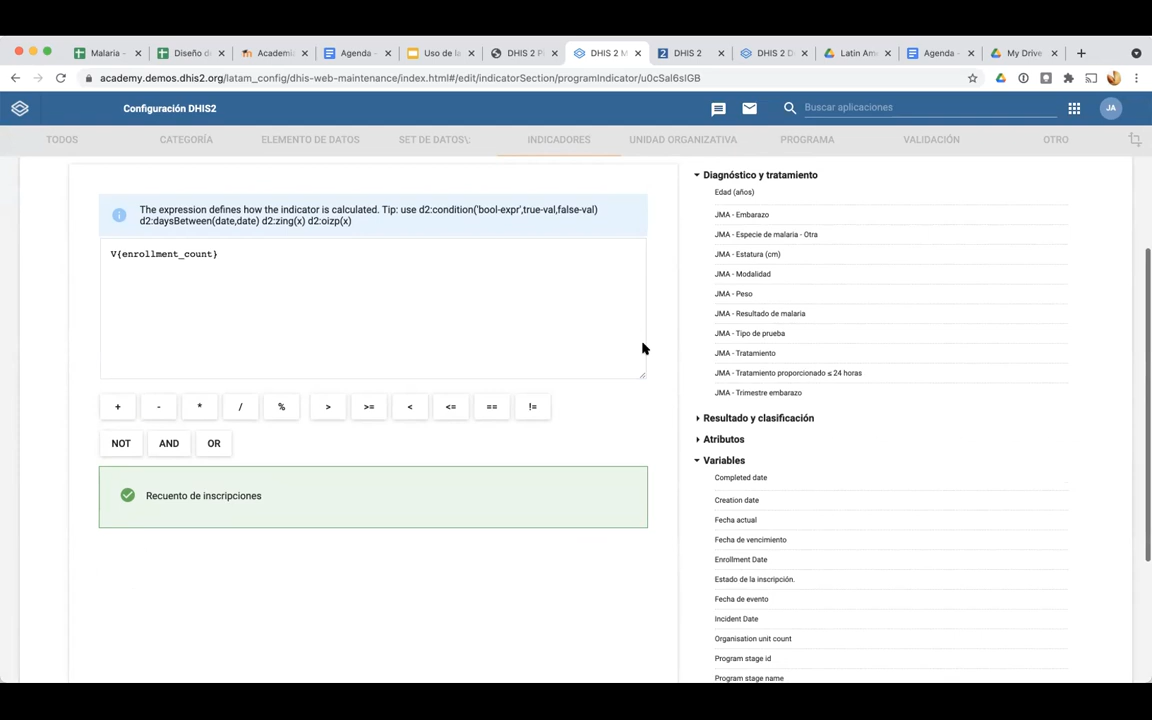 Malaria -
Diseño de
Academi
Agenda -
Uso de la
DHIS 2 P
DHIS 2 M
DHIS 2
DHIS 2 D
Latin Am
Agenda -
My Drive
academy.demos.dhis2.org/latam_config/dhis-web-maintenance/index.html#/edit/indicatorSection/programIndicator/u0cSal6sIGB
Configuración DHIS2
Buscar aplicaciones
JA
TODOS
CATEGORÍA
ELEMENTO DE DATOS
SET DE DATOS\:
INDICADORES
UNIDAD ORGANIZATIVA
PROGRAMA
VALIDACIÓN
OTRO
The expression defines how the indicator is calculated. Tip: use d2:condition('bool-expr',true-val,false-val)
d2:daysBetween(date,date) d2:zing(x) d2:oizp(x)
V{enrollment_count}
+ - * / % > >= < <= == !=
NOT AND OR
Recuento de inscripciones
Diagnóstico y tratamiento
Edad (años)
JMA - Embarazo
JMA - Especie de malaria - Otra
JMA - Estatura (cm)
JMA - Modalidad
JMA - Peso
JMA - Resultado de malaria
JMA - Tipo de prueba
JMA - Tratamiento
JMA - Tratamiento proporcionado ≤ 24 horas
JMA - Trimestre embarazo
Resultado y clasificación
Atributos
Variables
Completed date
Creation date
Fecha actual
Fecha de vencimiento
Enrollment Date
Estado de la inscripción.
Fecha de evento
Incident Date
Organisation unit count
Program stage id
Program stage name